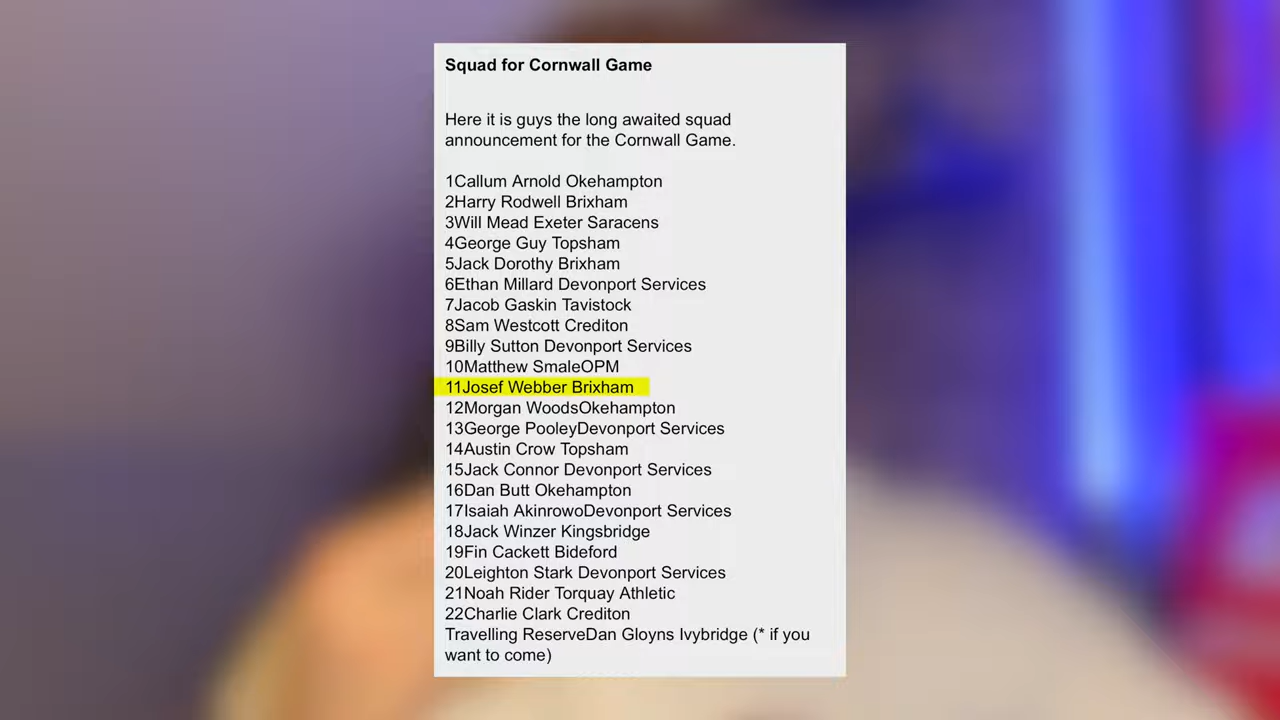 Squad for Cornwall Game
Here it is guys the long awaited squad
announcement for the Cornwall Game.
1Callum Arnold Okehampton
2Harry Rodwell Brixham
3Will Mead Exeter Saracens
4George Guy Topsham
5Jack Dorothy Brixham
6Ethan Millard Devonport Services
7Jacob Gaskin Tavistock
8Sam Westcott Crediton
9Billy Sutton Devonport Services
10Matthew SmaleOPM
11Josef Webber Brixham
12Morgan WoodsOkehampton
13George PooleyDevonport Services
14Austin Crow Topsham
15Jack Connor Devonport Services
16Dan Butt Okehampton
17Isaiah AkinrowoDevonport Services
18Jack Winzer Kingsbridge
19Fin Cackett Bideford
20Leighton Stark Devonport Services
21Noah Rider Torquay Athletic
22Charlie Clark Crediton
Travelling ReserveDan Gloyns Ivybridge (* if you
want to come)